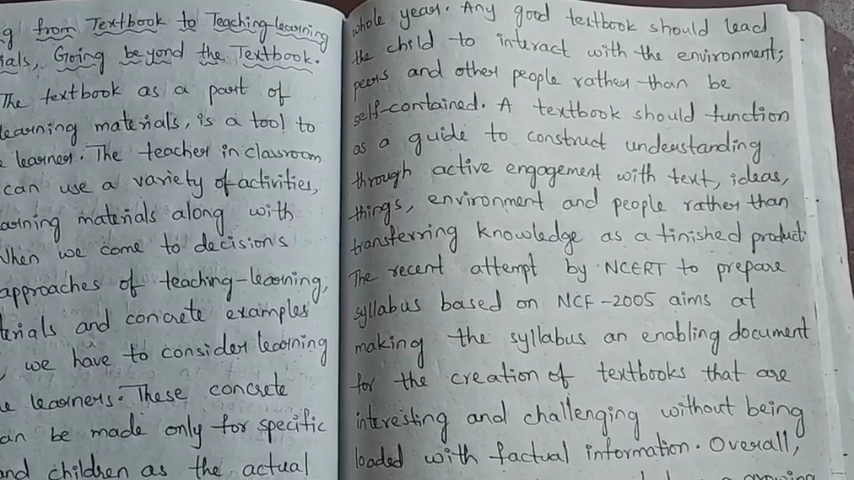 g from Textbook to Teaching-learning
ials, Going beyond the Textbook.
The textbook as a part of
learning materials, is a tool to
e learner. The teacher in classroom
can use a variety of activities,
arning materials along with
When we come to decisions
approaches of teaching-learning,
terials and concrete examples
, we have to consider learning
e learners. These concrete
an be made only for specific
and children as the actual
whole year. Any good textbook should lead
the child to interact with the environment;
peers and other people rather than be
self-contained. A textbook should function
as a guide to construct understanding
through active engagement with text, ideas,
things, environment and people rather than
transferring knowledge as a finished product.
The recent attempt by NCERT to prepare
syllabus based on NCF-2005 aims at
making the syllabus an enabling document
for the creation of textbooks that are
interesting and challenging without being
loaded with factual information. Overall,